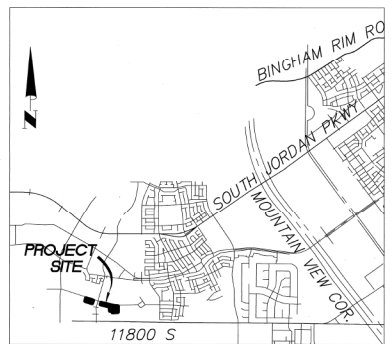 BINGHAM RIM RO
N
SOUTH JORDAN PKWY
MOUNTAIN VIEW COR.
PROJECT
SITE
11800 S